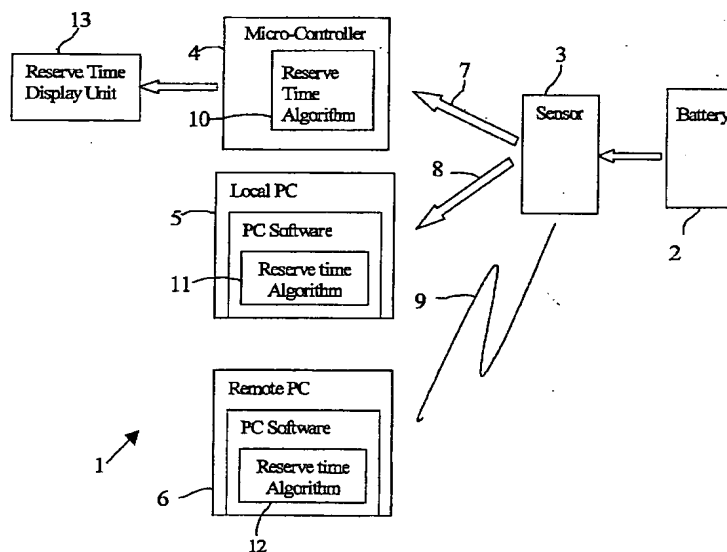 13
Reserve Time
Display Unit
4
Micro-Controller
Reserve
Time
Algorithm
10
7
3
Sensor
Battery
2
8
5
Local PC
PC Software
Reserve time
Algorithm
11
9
Remote PC
PC Software
Reserve time
Algorithm
1
6
12